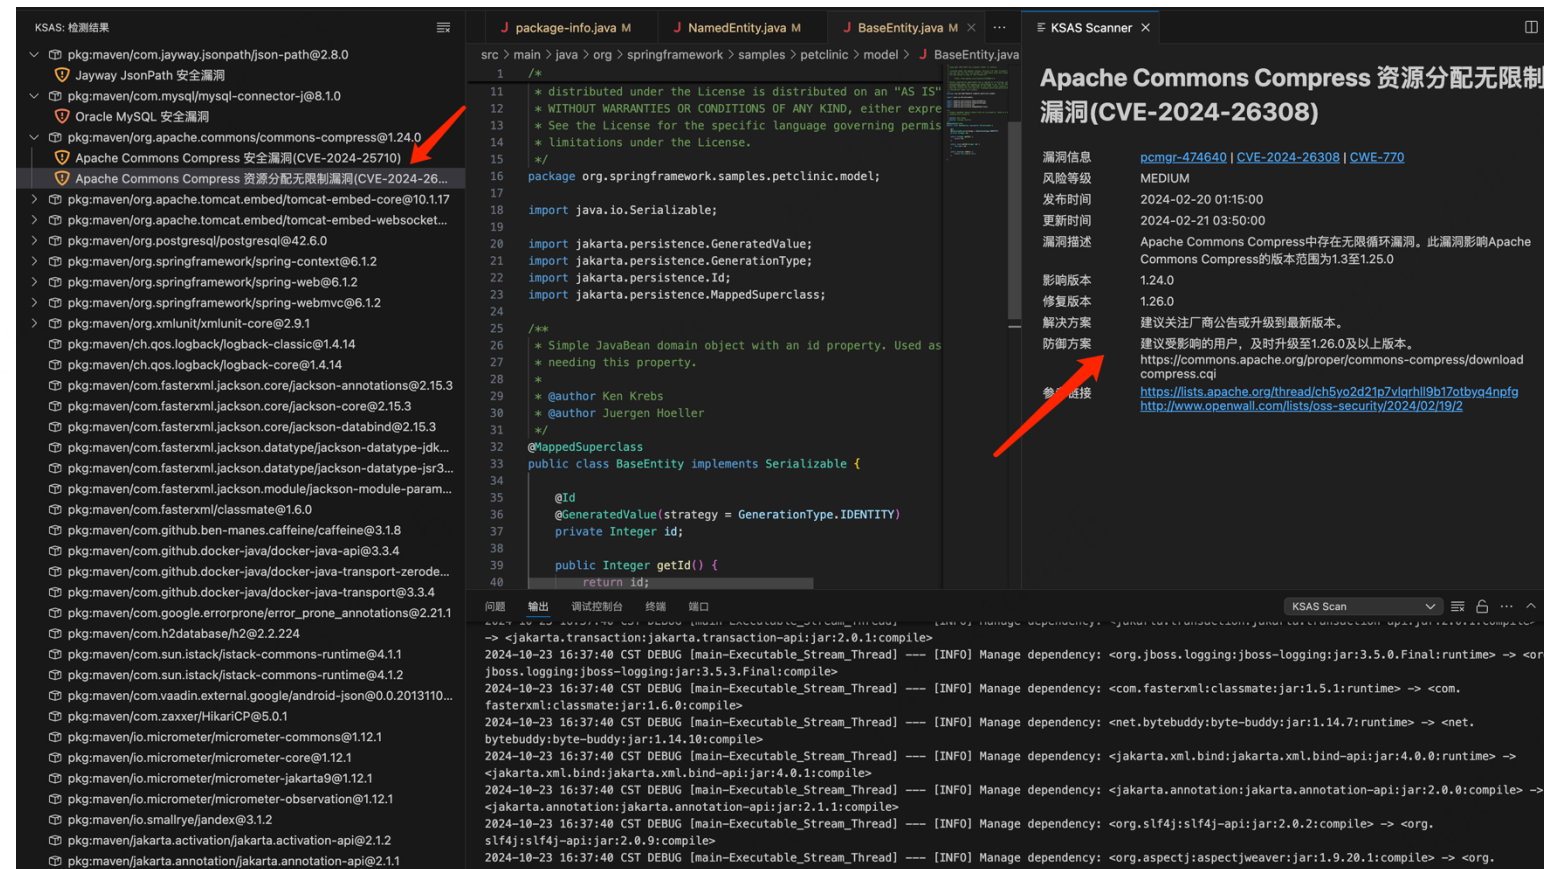 KSAS: 检测结果
pkg:maven/com.jayway.jsonpath/json-path@2.8.0
Jayway JsonPath 安全漏洞
pkg:maven/com.mysql/mysql-connector-j@8.1.0
Oracle MySQL 安全漏洞
pkg:maven/org.apache.commons/commons-compress@1.24.0
Apache Commons Compress 安全漏洞(CVE-2024-25710)
Apache Commons Compress 资源分配无限制漏洞(CVE-2024-26...
pkg:maven/org.apache.tomcat.embed/tomcat-embed-core@10.1.17
pkg:maven/org.apache.tomcat.embed/tomcat-embed-websocket...
pkg:maven/org.postgresql/postgresql@42.6.0
pkg:maven/org.springframework/spring-context@6.1.2
pkg:maven/org.springframework/spring-web@6.1.2
pkg:maven/org.springframework/spring-webmvc@6.1.2
pkg:maven/org.xmlunit/xmlunit-core@2.9.1
pkg:maven/ch.qos.logback/logback-classic@1.4.14
pkg:maven/ch.qos.logback/logback-core@1.4.14
pkg:maven/com.fasterxml.jackson.core/jackson-annotations@2.15.3
pkg:maven/com.fasterxml.jackson.core/jackson-core@2.15.3
pkg:maven/com.fasterxml.jackson.core/jackson-databind@2.15.3
pkg:maven/com.fasterxml.jackson.datatype/jackson-datatype-jdk...
pkg:maven/com.fasterxml.jackson.datatype/jackson-datatype-jsr3...
pkg:maven/com.fasterxml.jackson.module/jackson-module-param...
pkg:maven/com.fasterxml/classmate@1.6.0
pkg:maven/com.github.ben-manes.caffeine/caffeine@3.1.8
pkg:maven/com.github.docker-java/docker-java-api@3.3.4
pkg:maven/com.github.docker-java/docker-java-transport-zerode...
pkg:maven/com.github.docker-java/docker-java-transport@3.3.4
pkg:maven/com.google.errorprone/error_prone_annotations@2.21.1
pkg:maven/com.h2database/h2@2.2.224
pkg:maven/com.sun.istack/istack-commons-runtime@4.1.1
pkg:maven/com.sun.istack/istack-commons-runtime@4.1.2
pkg:maven/com.vaadin.external.google/android-json@0.0.2013110...
pkg:maven/com.zaxxer/HikariCP@5.0.1
pkg:maven/io.micrometer/micrometer-commons@1.12.1
pkg:maven/io.micrometer/micrometer-core@1.12.1
pkg:maven/io.micrometer/micrometer-jakarta9@1.12.1
pkg:maven/io.micrometer/micrometer-observation@1.12.1
pkg:maven/io.smallrye/jandex@3.1.2
pkg:maven/jakarta.activation/jakarta.activation-api@2.1.2
pkg:maven/jakarta.annotation/jakarta.annotation-api@2.1.1
J package-info.java M J NamedEntity.java M J BaseEntity.java M × ···
src > main > java > org > springframework > samples > petclinic > model > J BaseEntity.java
1 /*
11 * distributed under the License is distributed on an "AS IS"
12 * WITHOUT WARRANTIES OR CONDITIONS OF ANY KIND, either expre
13 * See the License for the specific language governing permis
14 * limitations under the License.
15 */
16 package org.springframework.samples.petclinic.model;
17
18 import java.io.Serializable;
19
20 import jakarta.persistence.GeneratedValue;
21 import jakarta.persistence.GenerationType;
22 import jakarta.persistence.Id;
23 import jakarta.persistence.MappedSuperclass;
24
25 /**
26 * Simple JavaBean domain object with an id property. Used as
27 * needing this property.
28 *
29 * @author Ken Krebs
30 * @author Juergen Hoeller
31 */
32 @MappedSuperclass
33 public class BaseEntity implements Serializable {
34
35 @Id
36 @GeneratedValue(strategy = GenerationType.IDENTITY)
37 private Integer id;
38
39 public Integer getId() {
40 return id;
KSAS Scanner ×
Apache Commons Compress 资源分配无限制
漏洞(CVE-2024-26308)
漏洞信息 pcmgr-474640 | CVE-2024-26308 | CWE-770
风险等级 MEDIUM
发布时间 2024-02-20 01:15:00
更新时间 2024-02-21 03:50:00
漏洞描述 Apache Commons Compress中存在无限循环漏洞。此漏洞影响Apache
Commons Compress的版本范围为1.3至1.25.0
影响版本 1.24.0
修复版本 1.26.0
解决方案 建议关注厂商公告或升级到最新版本。
防御方案 建议受影响的用户，及时升级至1.26.0及以上版本。
https://commons.apache.org/proper/commons-compress/download
compress.cqi
参考链接 https://lists.apache.org/thread/ch5yo2d21p7vlqrhll9b17otbyq4npfg
http://www.openwall.com/lists/oss-security/2024/02/19/2
问题 输出 调试控制台 终端 端口 KSAS Scan
2024-10-23 16:37:40 CST DEBUG [main-Executable_Stream_Thread] --- [INFO] Manage dependency: <jakarta.transaction:jakarta.transaction-api:jar:2.0.1:compile>
-> <jakarta.transaction:jakarta.transaction-api:jar:2.0.1:compile>
2024-10-23 16:37:40 CST DEBUG [main-Executable_Stream_Thread] --- [INFO] Manage dependency: <org.jboss.logging:jboss-logging:jar:3.5.0.Final:runtime> -> <or
jboss.logging:jboss-logging:jar:3.5.3.Final:compile>
2024-10-23 16:37:40 CST DEBUG [main-Executable_Stream_Thread] --- [INFO] Manage dependency: <com.fasterxml:classmate:jar:1.5.1:runtime> -> <com.
fasterxml:classmate:jar:1.6.0:compile>
2024-10-23 16:37:40 CST DEBUG [main-Executable_Stream_Thread] --- [INFO] Manage dependency: <net.bytebuddy:byte-buddy:jar:1.14.7:runtime> -> <net.
bytebuddy:byte-buddy:jar:1.14.10:compile>
2024-10-23 16:37:40 CST DEBUG [main-Executable_Stream_Thread] --- [INFO] Manage dependency: <jakarta.xml.bind:jakarta.xml.bind-api:jar:4.0.0:runtime> ->
<jakarta.xml.bind:jakarta.xml.bind-api:jar:4.0.1:compile>
2024-10-23 16:37:40 CST DEBUG [main-Executable_Stream_Thread] --- [INFO] Manage dependency: <jakarta.annotation:jakarta.annotation-api:jar:2.0.0:compile> ->
<jakarta.annotation:jakarta.annotation-api:jar:2.1.1:compile>
2024-10-23 16:37:40 CST DEBUG [main-Executable_Stream_Thread] --- [INFO] Manage dependency: <org.slf4j:slf4j-api:jar:2.0.2:compile> -> <org.
slf4j:slf4j-api:jar:2.0.9:compile>
2024-10-23 16:37:40 CST DEBUG [main-Executable_Stream_Thread] --- [INFO] Manage dependency: <org.aspectj:aspectjweaver:jar:1.9.20.1:compile> -> <org.